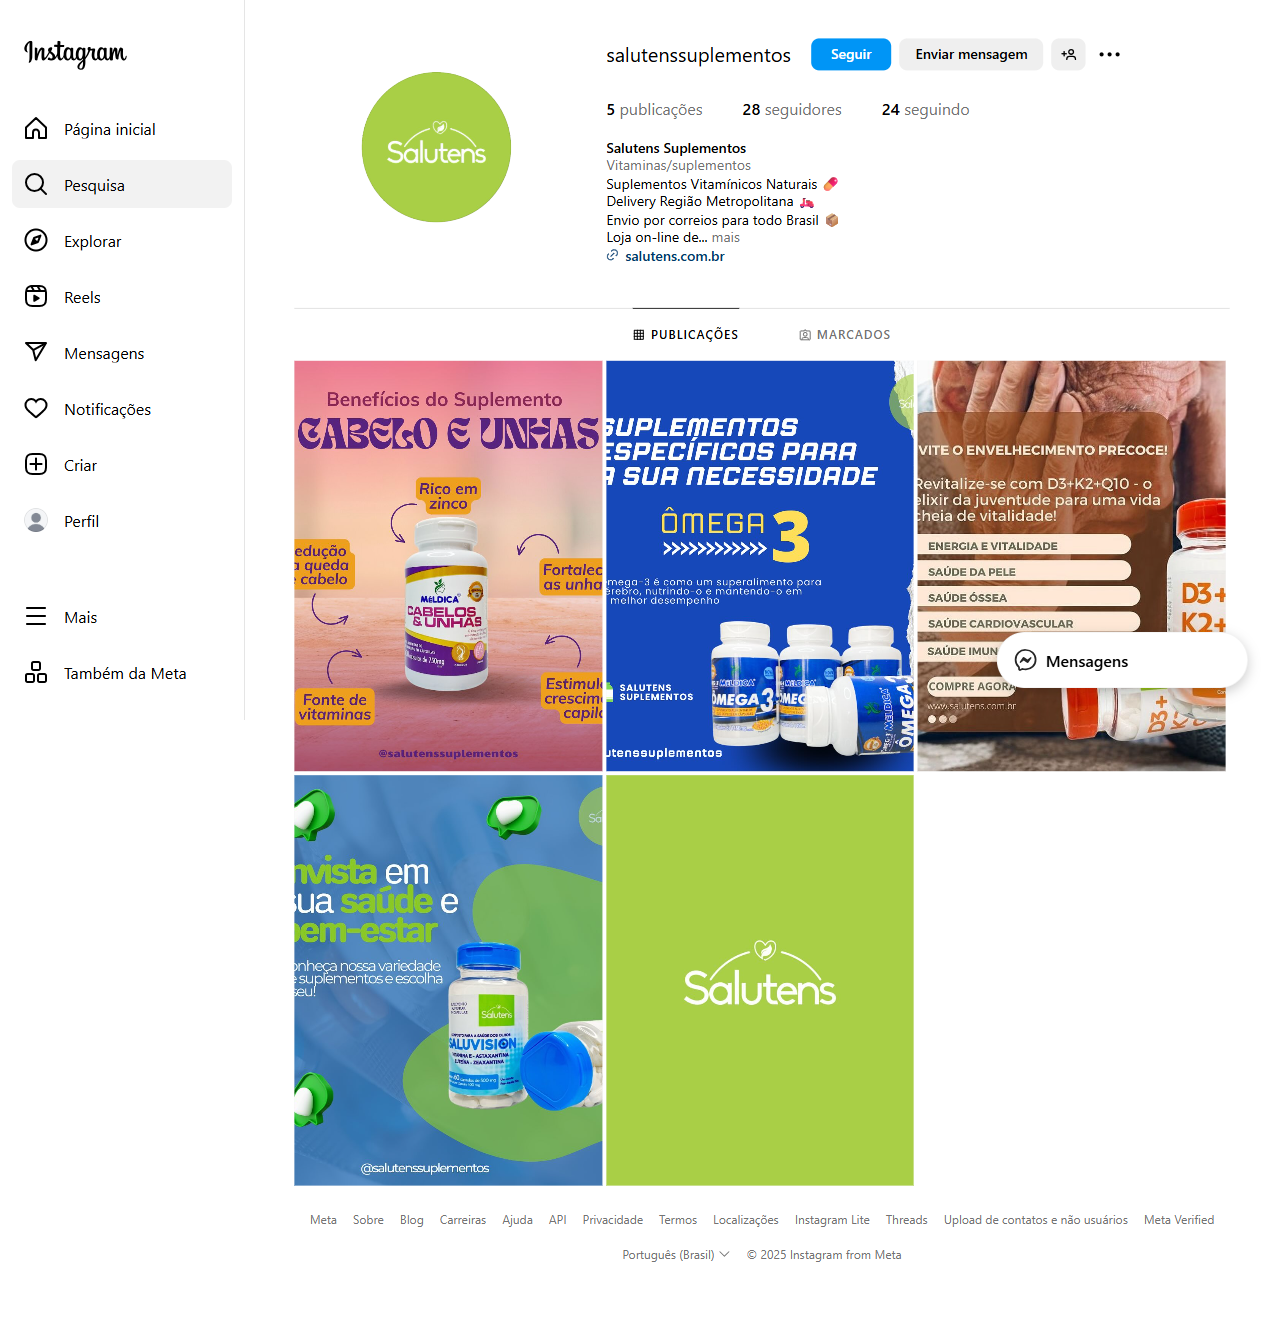 Instagram
Página inicial
Pesquisa
Explorar
Reels
Mensagens
Notificações
Criar
Perfil
Mais
Também da Meta
salutenssuplementos
Seguir
Enviar mensagem
5 publicações
28 seguidores
24 seguindo
Salutens Suplementos
Vitaminas/suplementos
Suplementos Vitamínicos Naturais 💊
Delivery Região Metropolitana 🛵
Envio por correios para todo Brasil 📦
Loja on-line de... mais
salutens.com.br
Salutens
PUBLICAÇÕES
MARCADOS
Benefícios do Suplemento
CABELO E UNHAS
Rico em
zinco
edução
a queda
e cabelo
Fortalec
as unha
MELDICA
CABELOS
& UNHAS
Fonte de
vitaminas
Estimul
crescim
capil
@salutenssuplementos
SUPLEMENTOS
ESPECÍFICOS PARA
A SUA NECESSIDADE
ÔMEGA 3
>>>>>>>>>>>
mega-3 é como um superalimento para
érebro, nutrindo-o e mantendo-o em
melhor desempenho
SALUTENS
SUPLEMENTOS
MELDICA
ÔMEGA 3
utenssuplementos
VITE O ENVELHECIMENTO PRECOCE!
Revitalize-se com D3+K2+Q10 - o
elixir da juventude para uma vida
cheia de vitalidade!
ENERGIA E VITALIDADE
SAÚDE DA PELE
SAÚDE ÓSSEA
SAÚDE CARDIOVASCULAR
SAÚDE IMUN
COMPRE AGORA
www.salutens.com.br
D3+
K2+
D3+
Mensagens
nvista em
sua saúde e
bem-estar
onheça nossa variedade
e suplementos e escolha
seu!
Salutens
SALUVISION
VITAMINA E - ASTAXANTINA
LUTEÍNA - ZEAXANTINA
@salutenssuplementos
Salutens
Meta
Sobre
Blog
Carreiras
Ajuda
API
Privacidade
Termos
Localizações
Instagram Lite
Threads
Upload de contatos e não usuários
Meta Verified
Português (Brasil)
© 2025 Instagram from Meta